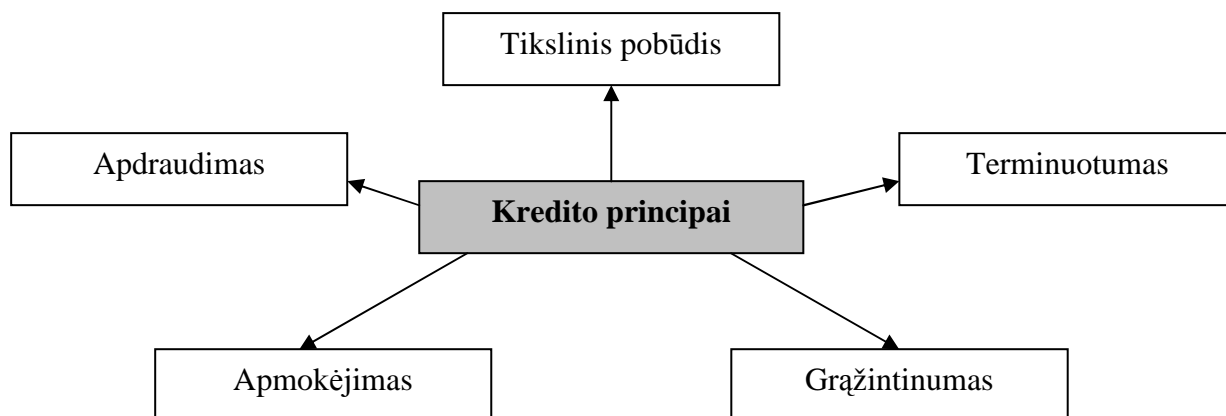 Tikslinis pobūdis
Apdraudimas
Terminuotumas
Kredito principai
Apmokėjimas
Grąžintinumas